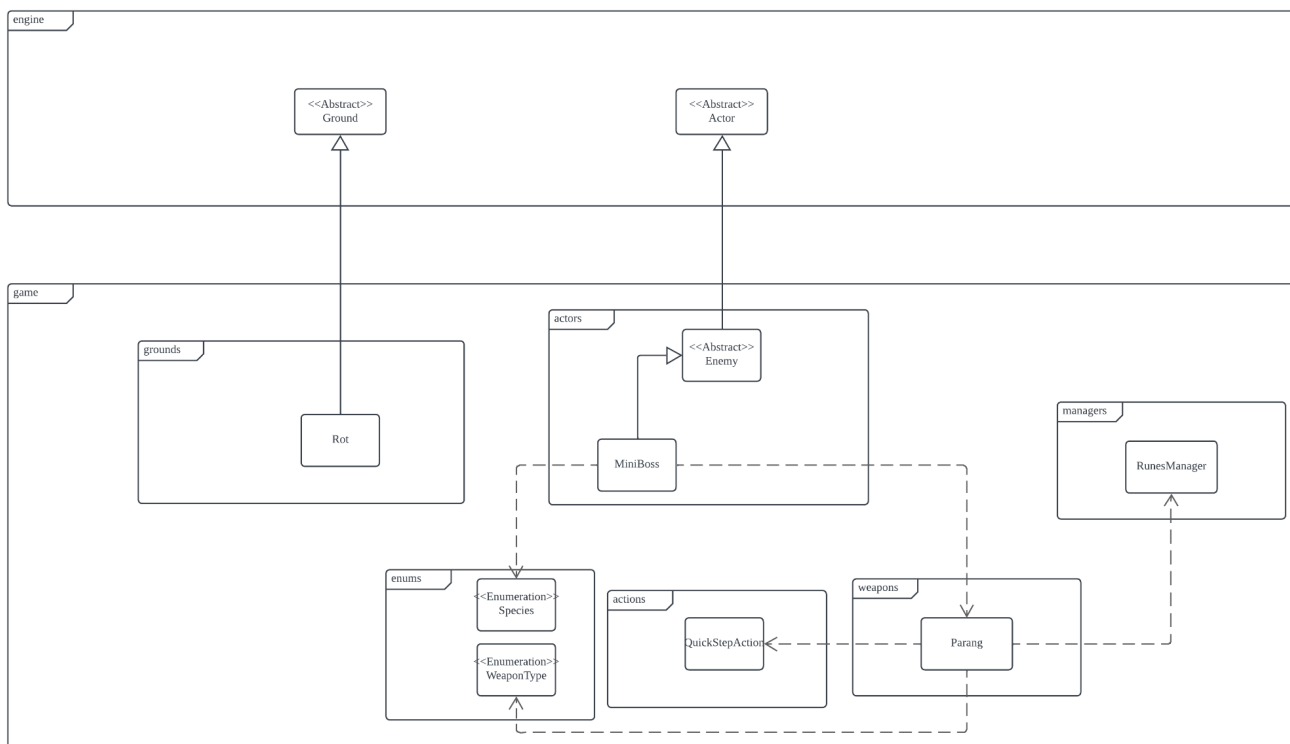 engine
<<Abstract>>
Ground
<<Abstract>>
Actor
game
actors
grounds
<<Abstract>>
Enemy
managers
Rot
MiniBoss
RunesManager
enums
<<Enumeration>>
Species
<<Enumeration>>
WeaponType
actions
QuickStepAction
weapons
Parang